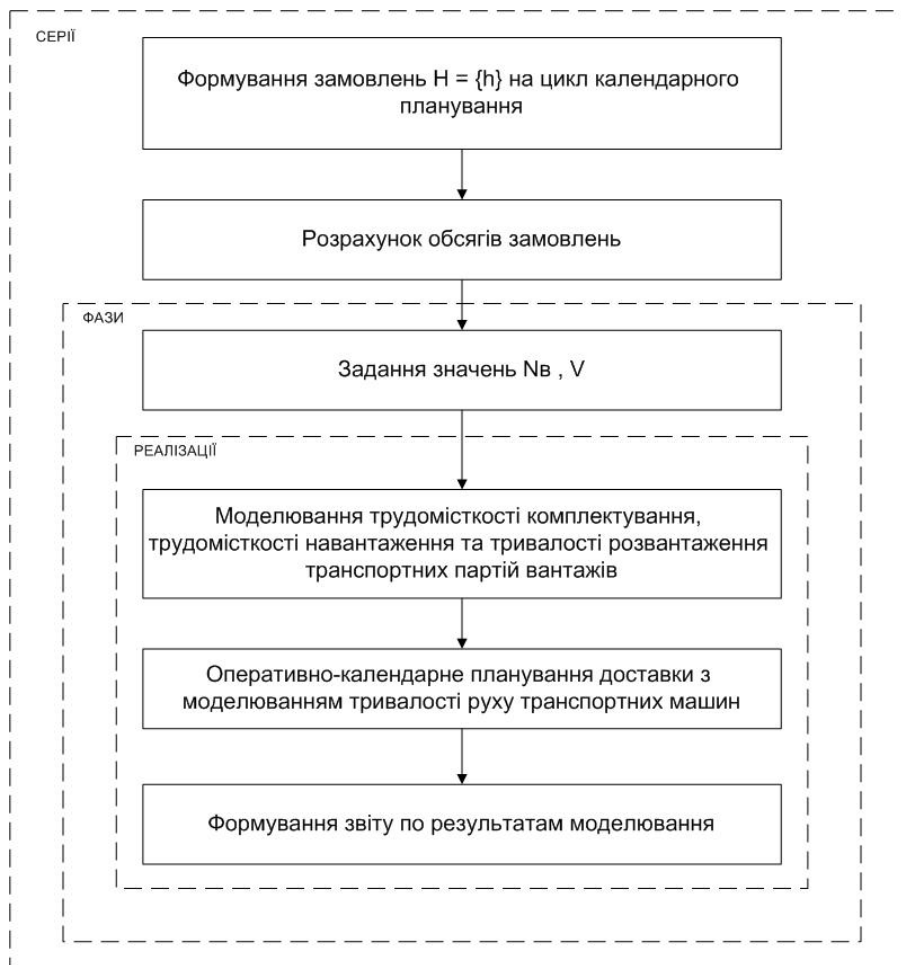 СЕРІЇ
Формування замовлень H = {h} на цикл календарного
планування
Розрахунок обсягів замовлень
ФАЗИ
Задання значень Nв , V
РЕАЛІЗАЦІЇ
Моделювання трудомісткості комплектування,
трудомісткості навантаження та тривалості розвантаження
транспортних партій вантажів
Оперативно-календарне планування доставки з
моделюванням тривалості руху транспортних машин
Формування звіту по результатам моделювання